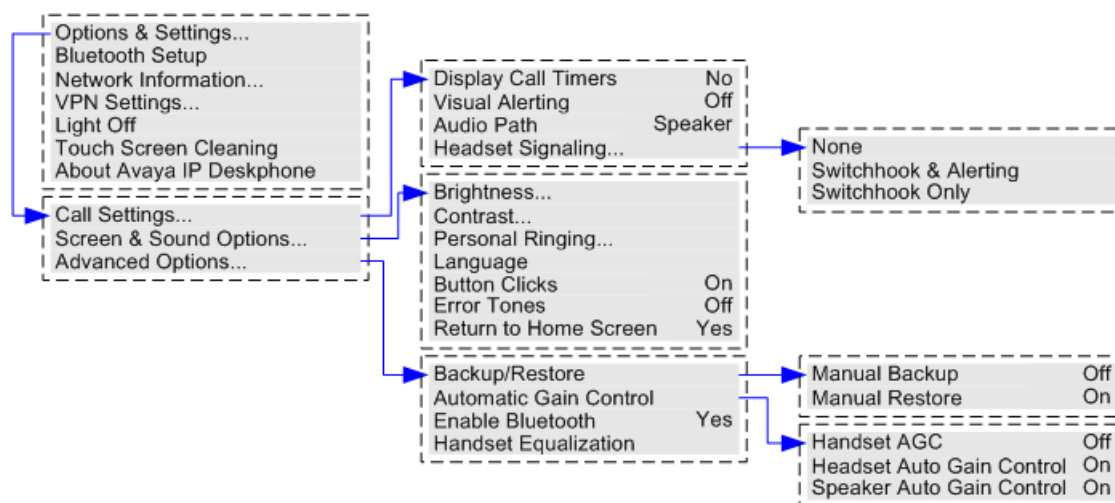 Options & Settings...
Bluetooth Setup
Network Information...
VPN Settings...
Light Off
Touch Screen Cleaning
About Avaya IP Deskphone
Call Settings...
Screen & Sound Options...
Advanced Options...
Display Call Timers No
Visual Alerting Off
Audio Path Speaker
Headset Signaling...
Brightness...
Contrast...
Personal Ringing...
Language
Button Clicks On
Error Tones Off
Return to Home Screen Yes
Backup/Restore
Automatic Gain Control
Enable Bluetooth Yes
Handset Equalization
None
Switchhook & Alerting
Switchhook Only
Manual Backup Off
Manual Restore On
Handset AGC Off
Headset Auto Gain Control On
Speaker Auto Gain Control On